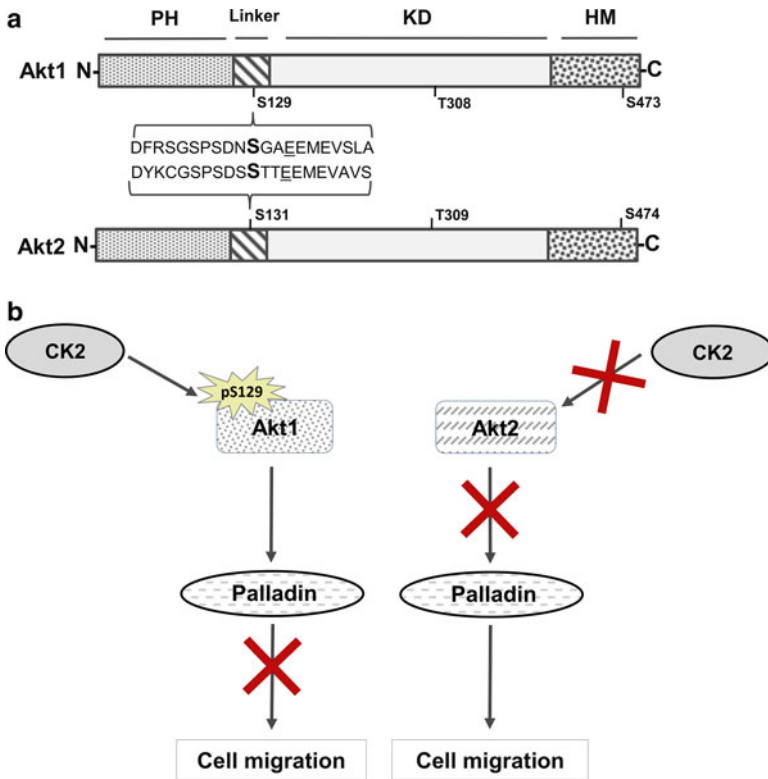 a
PH Linker KD HM
Akt1 N- -C
S129 T308 S473
DFRSGSPSDNSGAEEMEVSLA
DYKCGSPSDSSTTEEMEVAVS
S131 T309 S474
Akt2 N- -C
b
CK2 CK2
pS129
Akt1 Akt2
Palladin Palladin
Cell migration Cell migration